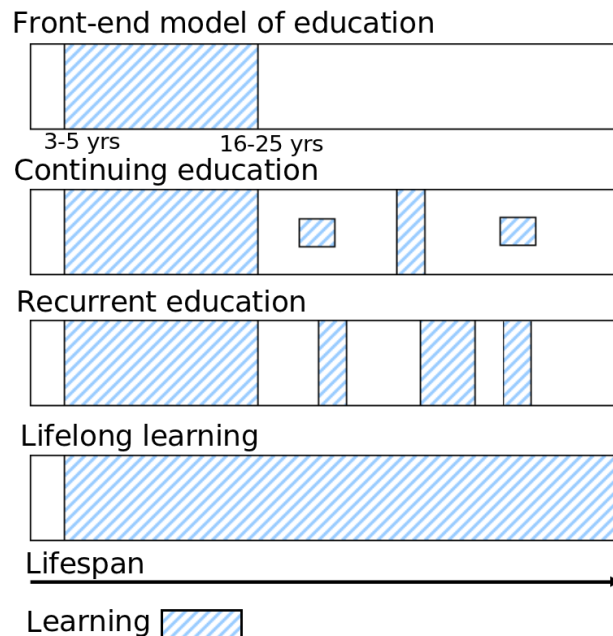 Front-end model of education
3-5 yrs
16-25 yrs
Continuing education
Recurrent education
Lifelong learning
Lifespan
Learning